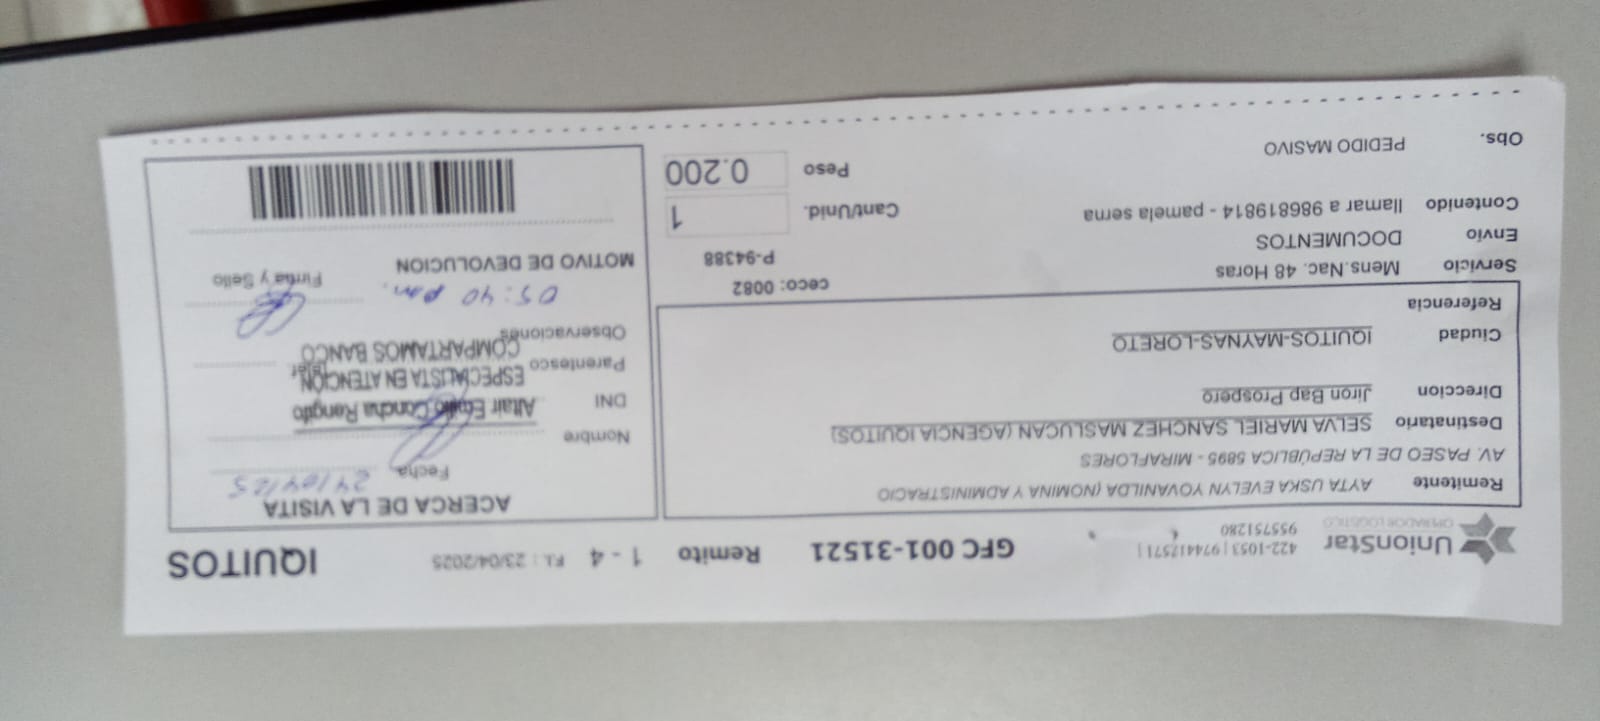 UnionStar
OPERADOR LOGISTICO
422-1053 | 974412571 |
955751280
GFC 001-31521
Remito 1 - 4
F.I.: 23/04/2025
IQUITOS
Remitente AYTA USKA EVELYN YOVANILDA (NOMINA Y ADMINISTRACIO
AV. PASEO DE LA REPÚBLICA 5895 - MIRAFLORES
Destinatario SELVA MARIEL SANCHEZ MASLUCAN (AGENCIA IQUITOS)
Direccion Jiron Bap Prospero
Ciudad IQUITOS-MAYNAS-LORETO
Referencia
Servicio Mens.Nac. 48 Horas
ceco: 0082
Envio DOCUMENTOS
P-94388
Contenido llamar a 986819814 - pamela serna
Cant/Unid. 1
Obs. PEDIDO MASIVO
Peso 0.200
ACERCA DE LA VISITA
Fecha 24/04/25
Nombre
DNI
Altair Emilio Concha Rengifo
ESPECIALISTA EN ATENCIÓN
Parentesco
Telef.
COMPARTAMOS BANCO
Observaciones
05:40 pm.
Firma y Sello
MOTIVO DE DEVOLUCION